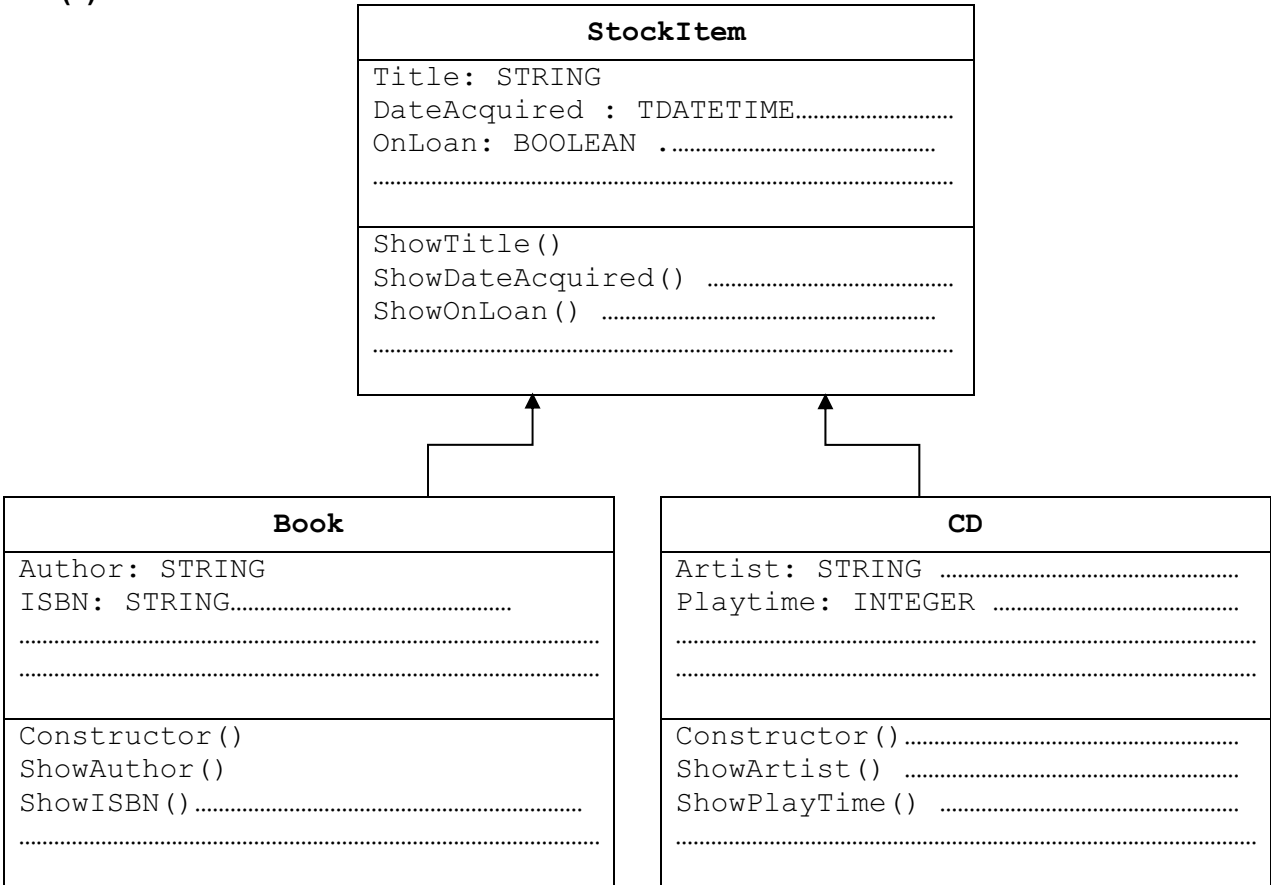 StockItem
Title: STRING
DateAcquired : TDATETIME..............................
OnLoan: BOOLEAN ...............................................
........................................................................................................
ShowTitle()
ShowDateAcquired() ............................................
ShowOnLoan() ............................................................
........................................................................................................
Book
Author: STRING
ISBN: STRING..................................................
........................................................................................................
........................................................................................................
Constructor()
ShowAuthor()
ShowISBN().....................................................................
........................................................................................................
CD
Artist: STRING .....................................................
Playtime: INTEGER ............................................
........................................................................................................
........................................................................................................
Constructor()............................................................
ShowArtist() ............................................................
ShowPlayTime() .....................................................
........................................................................................................